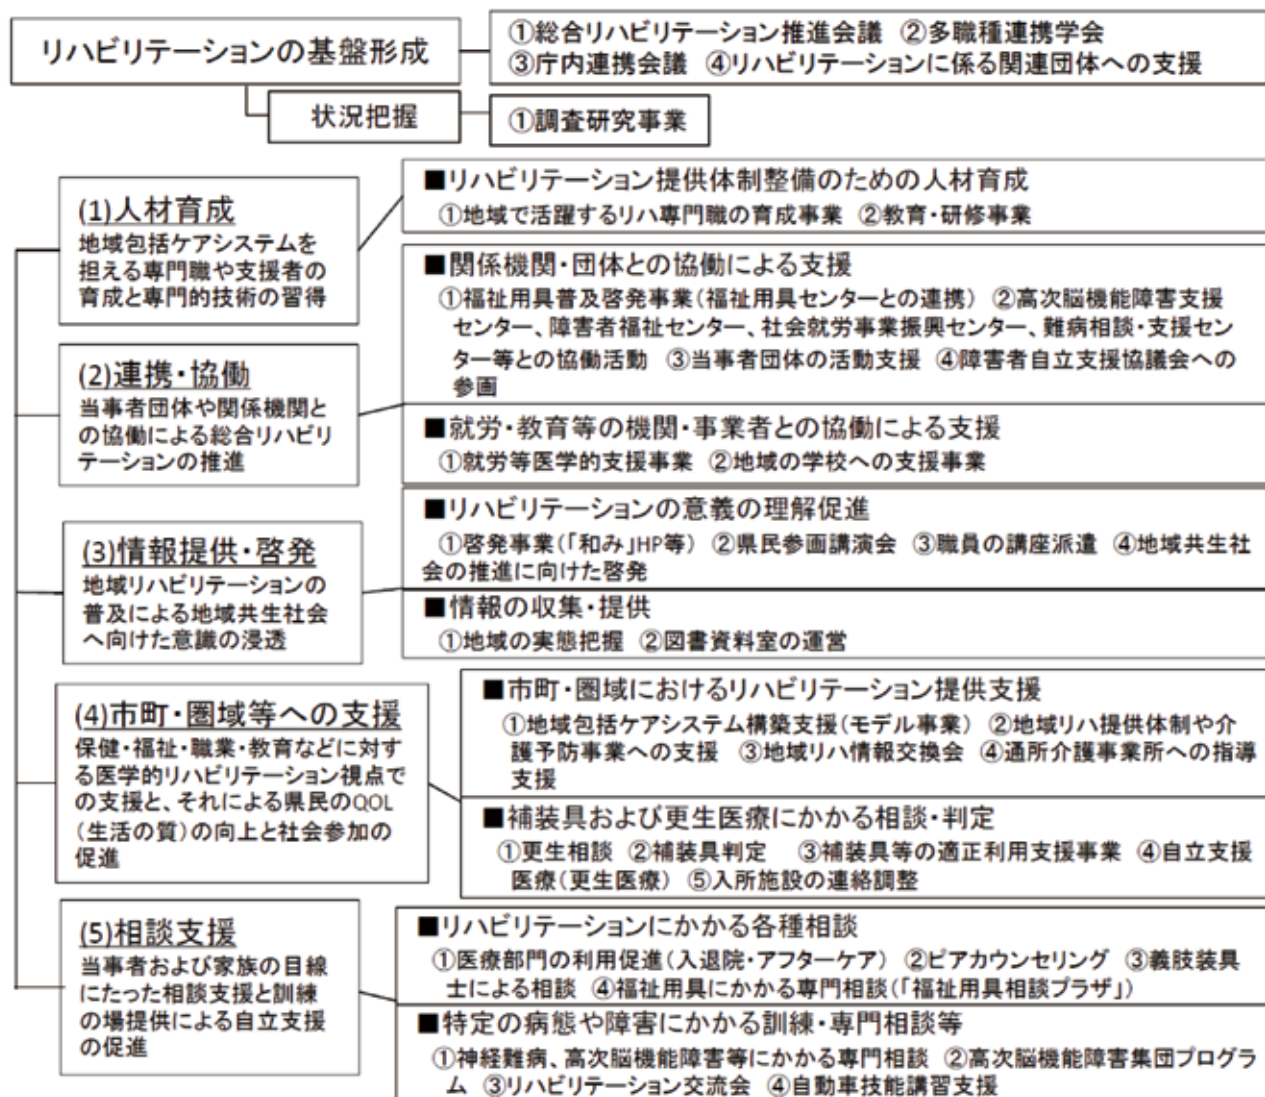 リハビリテーションの基盤形成
①総合リハビリテーション推進会議 ②多職種連携学会
③庁内連携会議 ④リハビリテーションに係る関連団体への支援
状況把握
①調査研究事業
(1)人材育成
地域包括ケアシステムを
担える専門職や支援者の
育成と専門的技術の習得
■リハビリテーション提供体制整備のための人材育成
①地域で活躍するリハ専門職の育成事業 ②教育・研修事業
(2)連携・協働
当事者団体や関係機関と
の協働による総合リハビリ
テーションの推進
■関係機関・団体との協働による支援
①福祉用具普及啓発事業(福祉用具センターとの連携) ②高次脳機能障害支援
センター、障害者福祉センター、社会就労事業振興センター、難病相談・支援セン
ター等との協働活動 ③当事者団体の活動支援 ④障害者自立支援協議会への
参画
■就労・教育等の機関・事業者との協働による支援
①就労等医学的支援事業 ②地域の学校への支援事業
(3)情報提供・啓発
地域リハビリテーションの
普及による地域共生社会
へ向けた意識の浸透
■リハビリテーションの意義の理解促進
①啓発事業(「和み」HP等) ②県民参画講演会 ③職員の講座派遣 ④地域共生社
会の推進に向けた啓発
■情報の収集・提供
①地域の実態把握 ②図書資料室の運営
(4)市町・圏域等への支援
保健・福祉・職業・教育などに対す
る医学的リハビリテーション視点で
の支援と、それによる県民のQOL
(生活の質)の向上と社会参加の
促進
■市町・圏域におけるリハビリテーション提供支援
①地域包括ケアシステム構築支援(モデル事業) ②地域リハ提供体制や介
護予防事業への支援 ③地域リハ情報交換会 ④通所介護事業所への指導
支援
■補装具および更生医療にかかる相談・判定
①更生相談 ②補装具判定 ③補装具等の適正利用支援事業 ④自立支援
医療(更生医療) ⑤入所施設の連絡調整
(5)相談支援
当事者および家族の目線
にたった相談支援と訓練
の場提供による自立支援
の促進
■リハビリテーションにかかる各種相談
①医療部門の利用促進(入退院・アフターケア) ②ピアカウンセリング ③義肢装具
士による相談 ④福祉用具にかかる専門相談(「福祉用具相談プラザ」)
■特定の病態や障害にかかる訓練・専門相談等
①神経難病、高次脳機能障害等にかかる専門相談 ②高次脳機能障害集団プログラ
ム ③リハビリテーション交流会 ④自動車技能講習支援